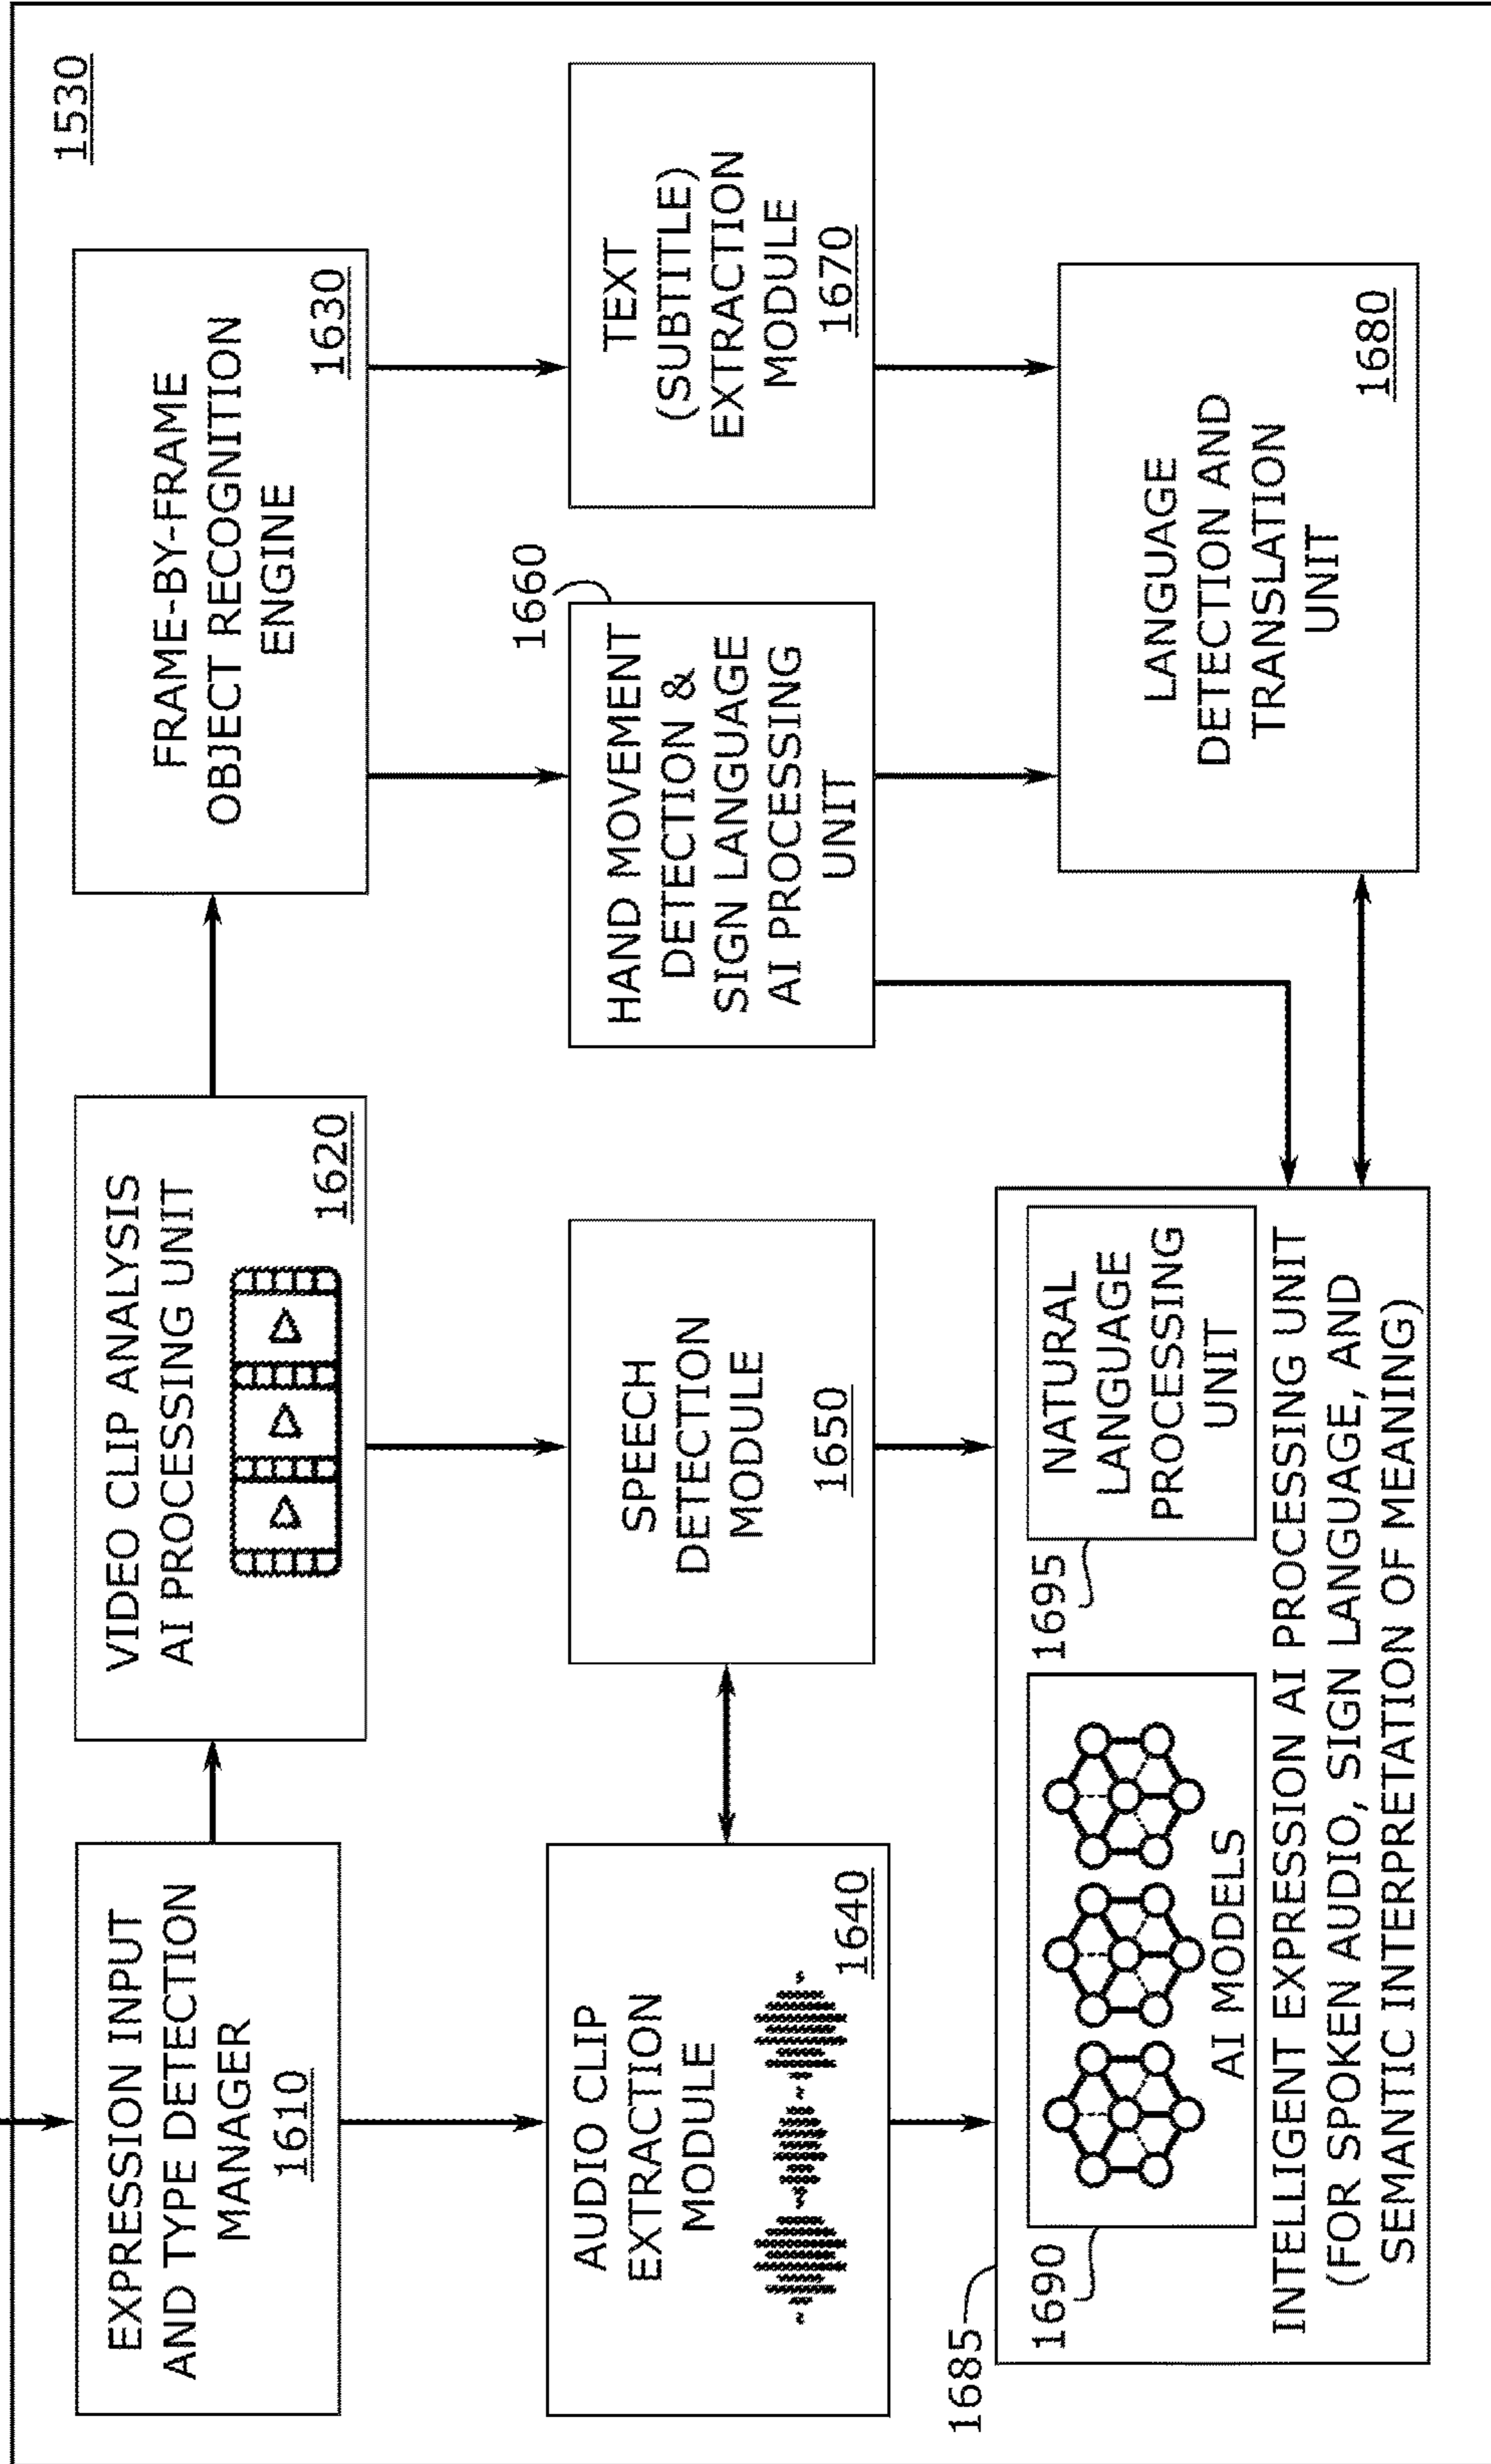 1530
EXPRESSION INPUT
AND TYPE DETECTION
MANAGER
1610
VIDEO CLIP ANALYSIS
AI PROCESSING UNIT
1620
FRAME-BY-FRAME
OBJECT RECOGNITION
ENGINE
1630
AUDIO CLIP
EXTRACTION
MODULE
1640
SPEECH
DETECTION
MODULE
1650
1660
HAND MOVEMENT
DETECTION &
SIGN LANGUAGE
AI PROCESSING
UNIT
TEXT
(SUBTITLE)
EXTRACTION
MODULE
1670
1685
1690
AI MODELS
1695
NATURAL
LANGUAGE
PROCESSING
UNIT
INTELLIGENT EXPRESSION AI PROCESSING UNIT
(FOR SPOKEN AUDIO, SIGN LANGUAGE, AND
SEMANTIC INTERPRETATION OF MEANING)
LANGUAGE
DETECTION AND
TRANSLATION
UNIT
1680